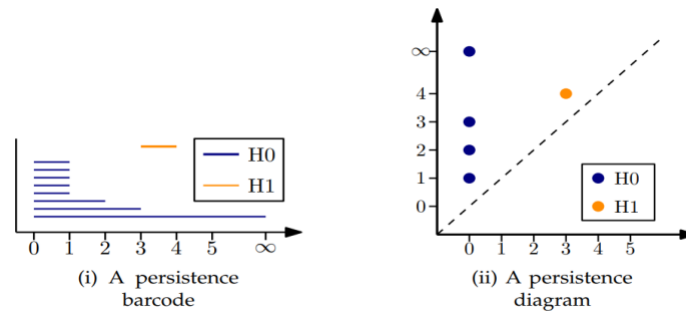 ∞
4
3
2
1
0
H0
H1
0 1 2 3 4 5 ∞
(i) A persistence
barcode
H0
H1
0 1 2 3 4 5
(ii) A persistence
diagram